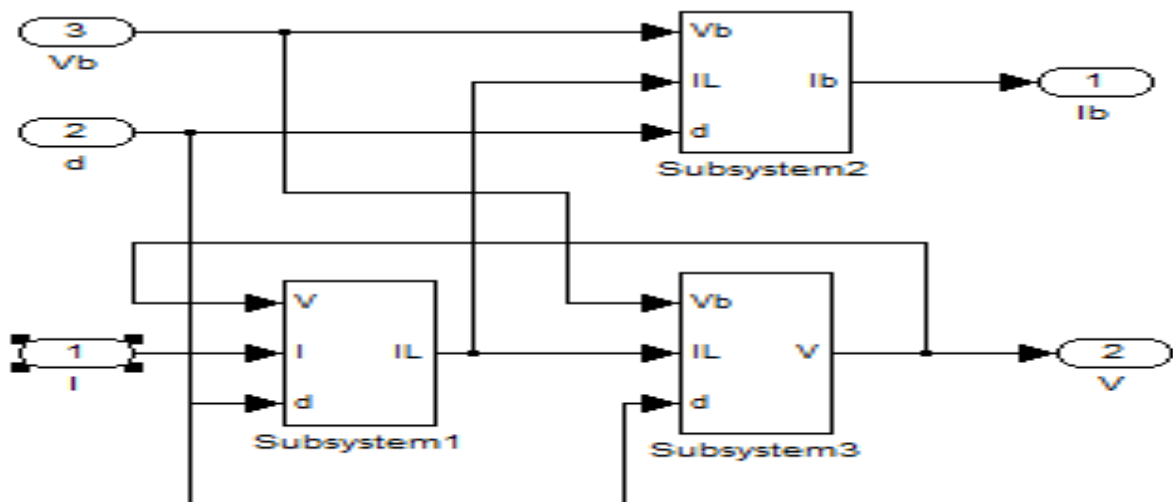 3
Vb
2
d
Vb
IL
d
Ib
Subsystem2
1
Ib
1
I
V
I
d
IL
Subsystem1
Vb
IL
d
V
Subsystem3
2
V